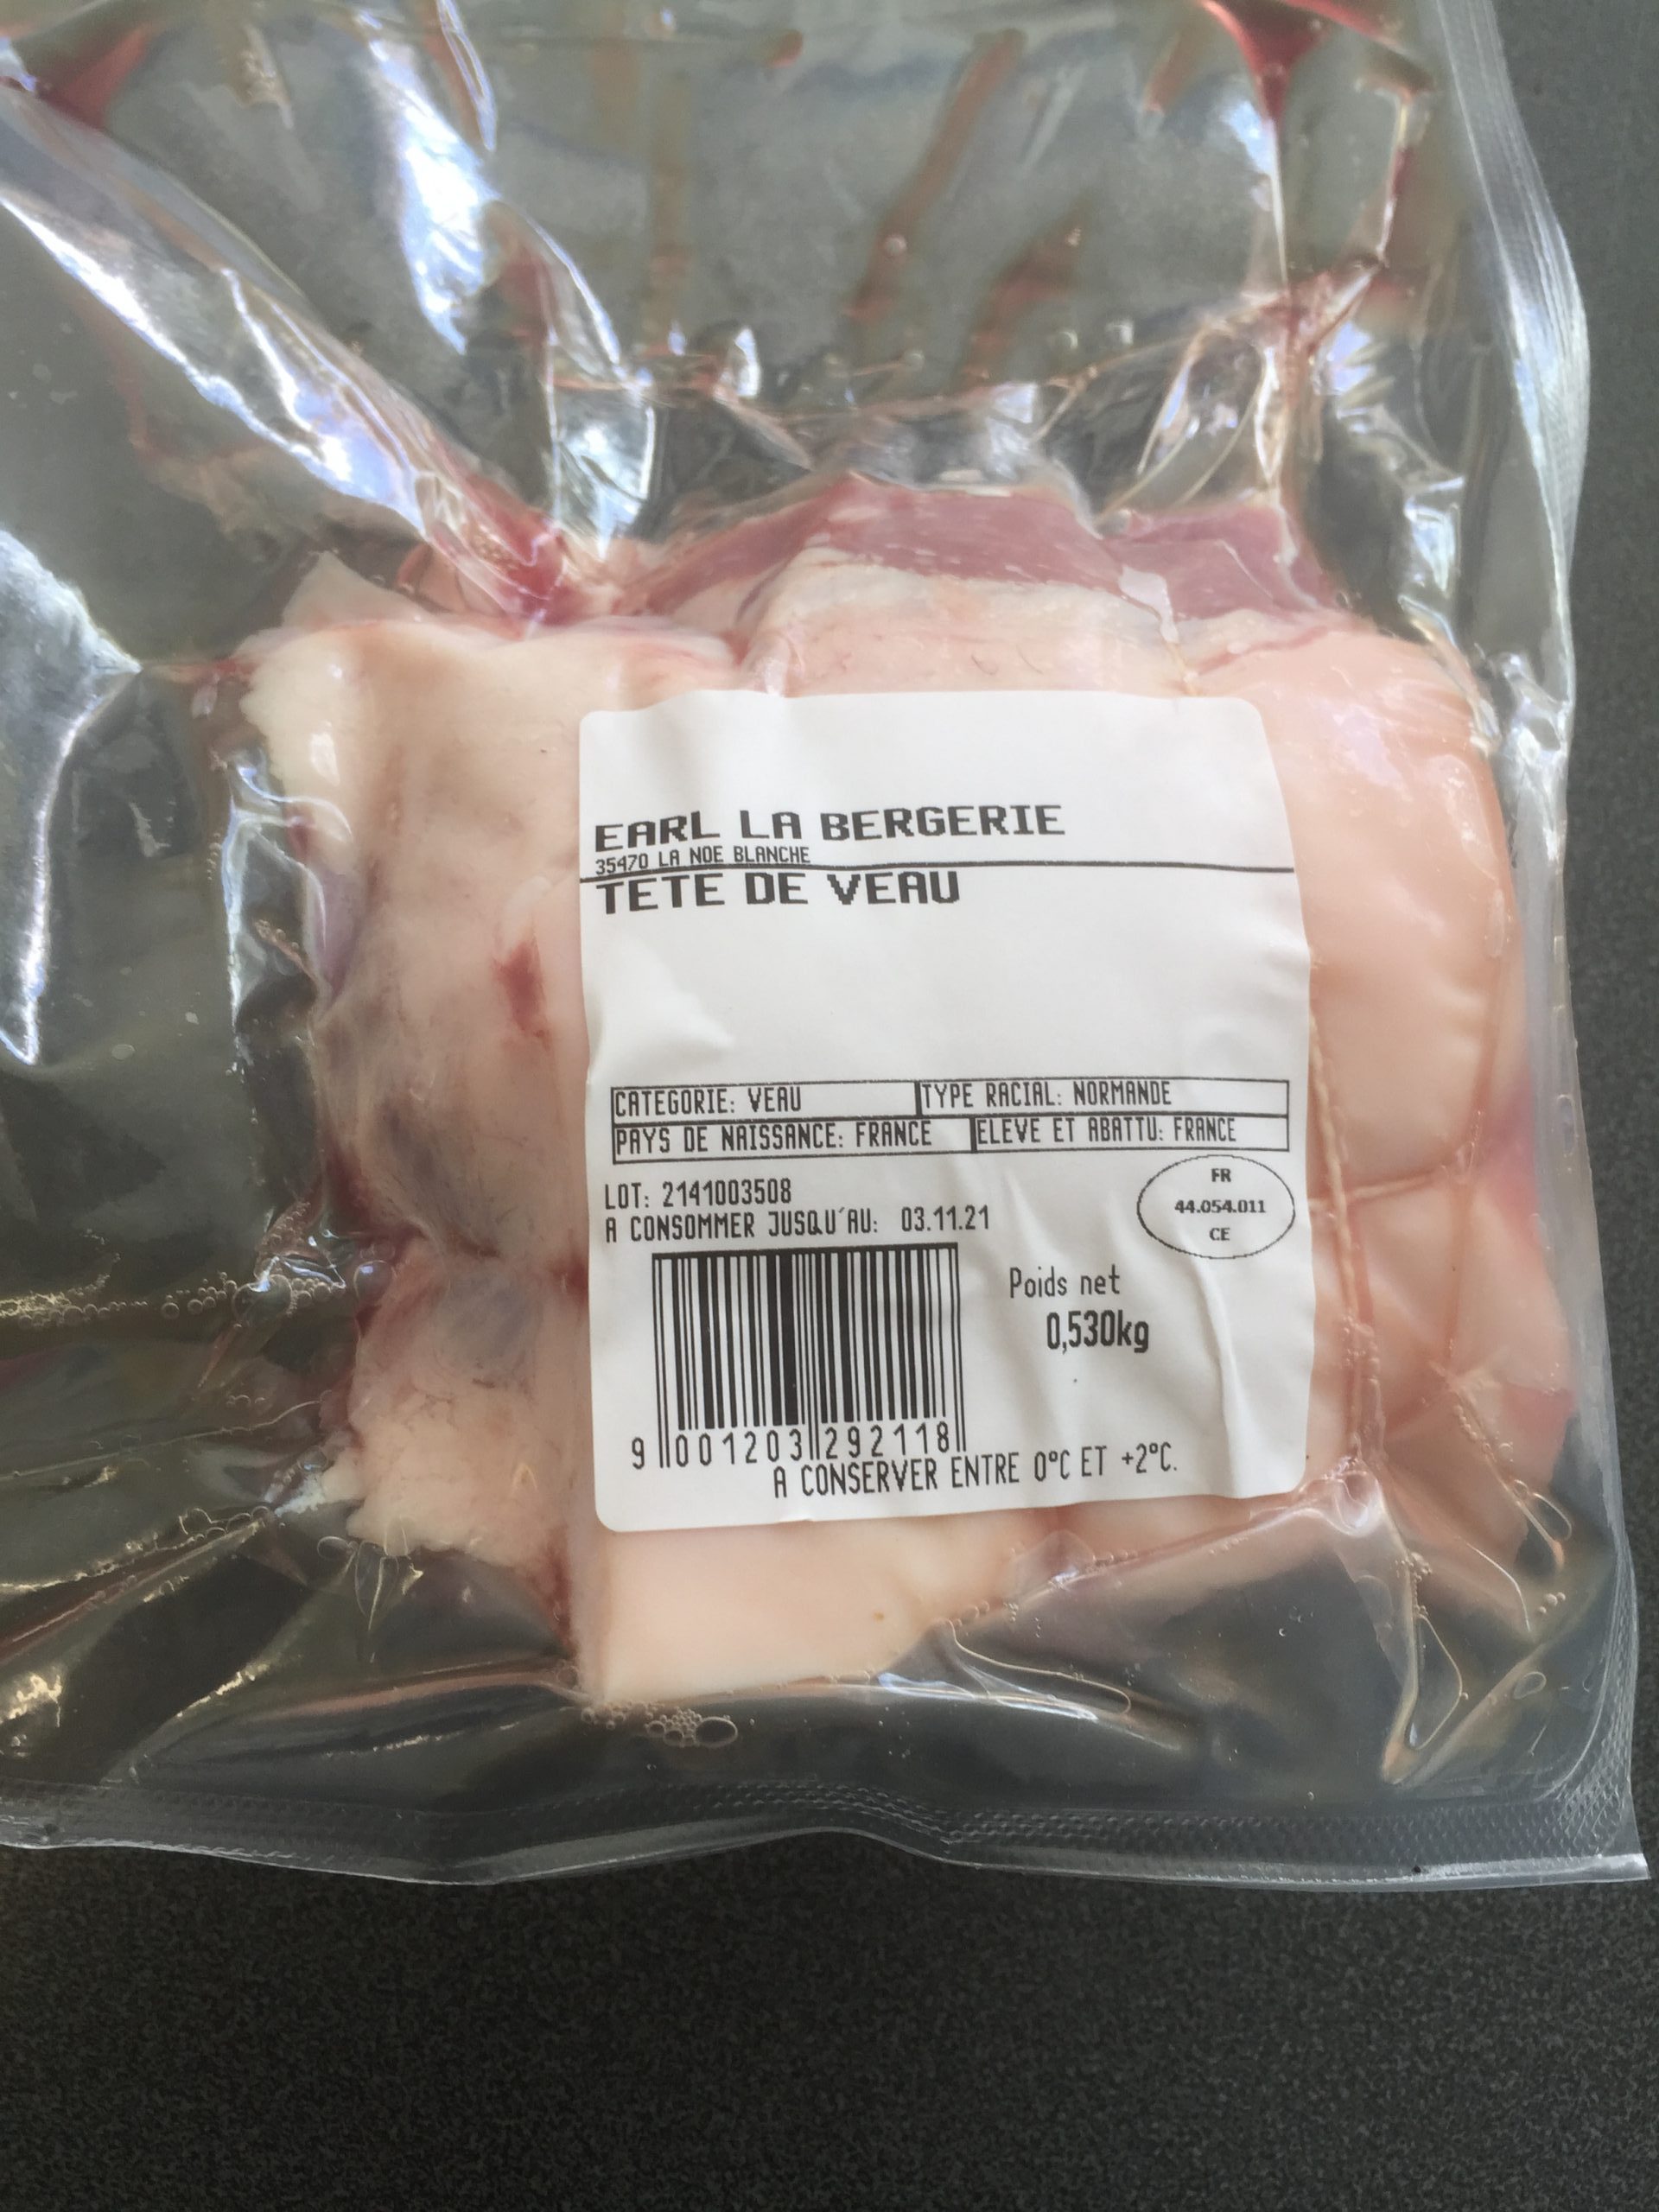 EARL LA BERGERIE
35470 LA NOE BLANCHE
TETE DE VEAU
CATEGORIE: VEAU TYPE RACIAL: NORMANDE
PAYS DE NAISSANCE: FRANCE ELEVE ET ABATTU: FRANCE
LOT: 2141003508
A CONSOMMER JUSQU'AU: 03.11.21
FR
44.054.011
CE
Poids net
0,530kg
9 001203 292118
A CONSERVER ENTRE 0°C ET +2°C.